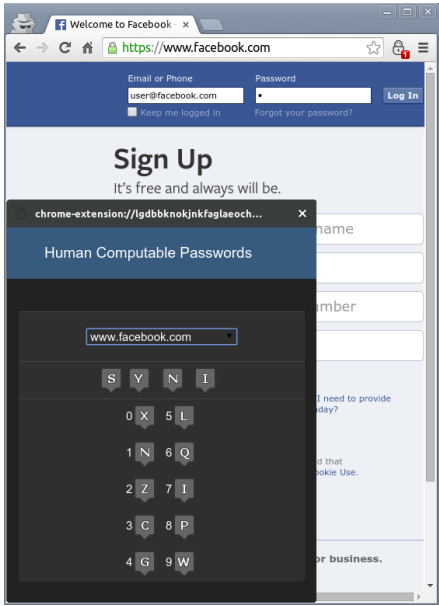 Welcome to Facebook -
https://www.facebook.com
Email or Phone
Password
user@facebook.com
Log In
Keep me logged in
Forgot your password?
Sign Up
It's free and always will be.
chrome-extension://lgdbbknokjnkfaglaeoch...
name
Human Computable Passwords
mber
www.facebook.com
S Y N I
I need to provide
day?
0 X 5 L
1 N 6 Q
d that
ookie Use.
2 Z 7 I
3 C 8 P
or business.
4 G 9 W